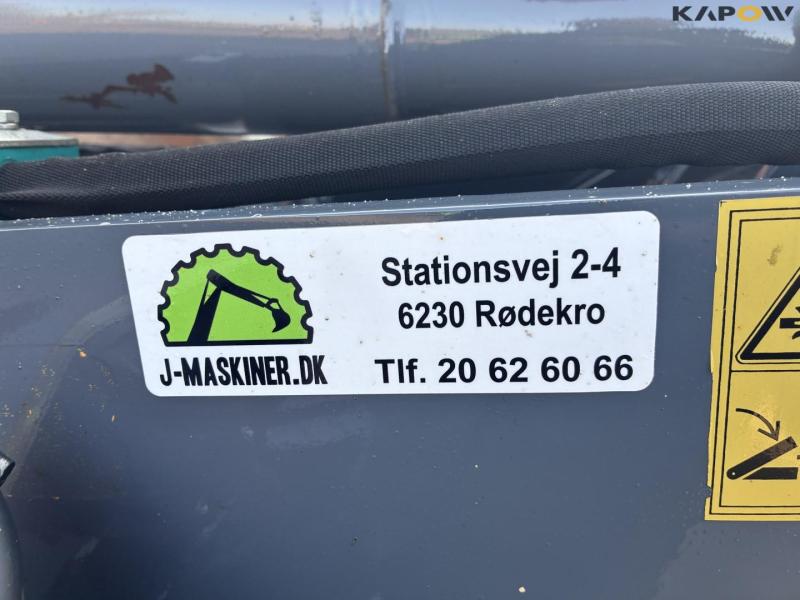 KAPOW
Stationsvej 2-4
6230 Rødekro
Tlf. 20 62 60 66
J-MASKINER.DK